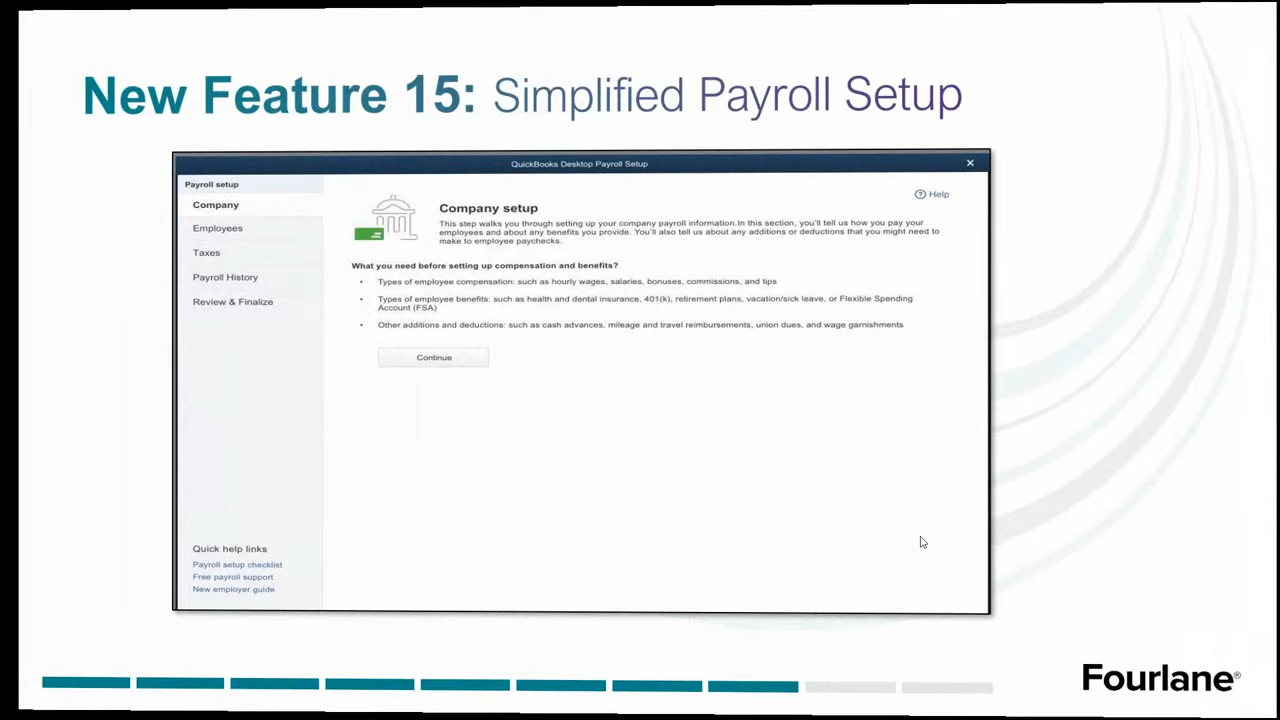 New Feature 15: Simplified Payroll Setup
QuickBooks Desktop Payroll Setup
Payroll setup
Company
Employees
Taxes
Payroll History
Review & Finalize
Quick help links
Payroll setup checklist
Free payroll support
New employer guide
Help
Company setup
This step walks you through setting up your company payroll information.In this section, you'll tell us how you pay your
employees and about any benefits you provide. You'll also tell us about any additions or deductions that you might need to
make to employee paychecks.
What you need before setting up compensation and benefits?
• Types of employee compensation: such as hourly wages, salaries, bonuses, commissions, and tips
• Types of employee benefits: such as health and dental insurance, 401(k), retirement plans, vacation/sick leave, or Flexible Spending
Account (FSA)
• Other additions and deductions: such as cash advances, mileage and travel reimbursements, union dues, and wage garnishments
Continue
Fourlane®